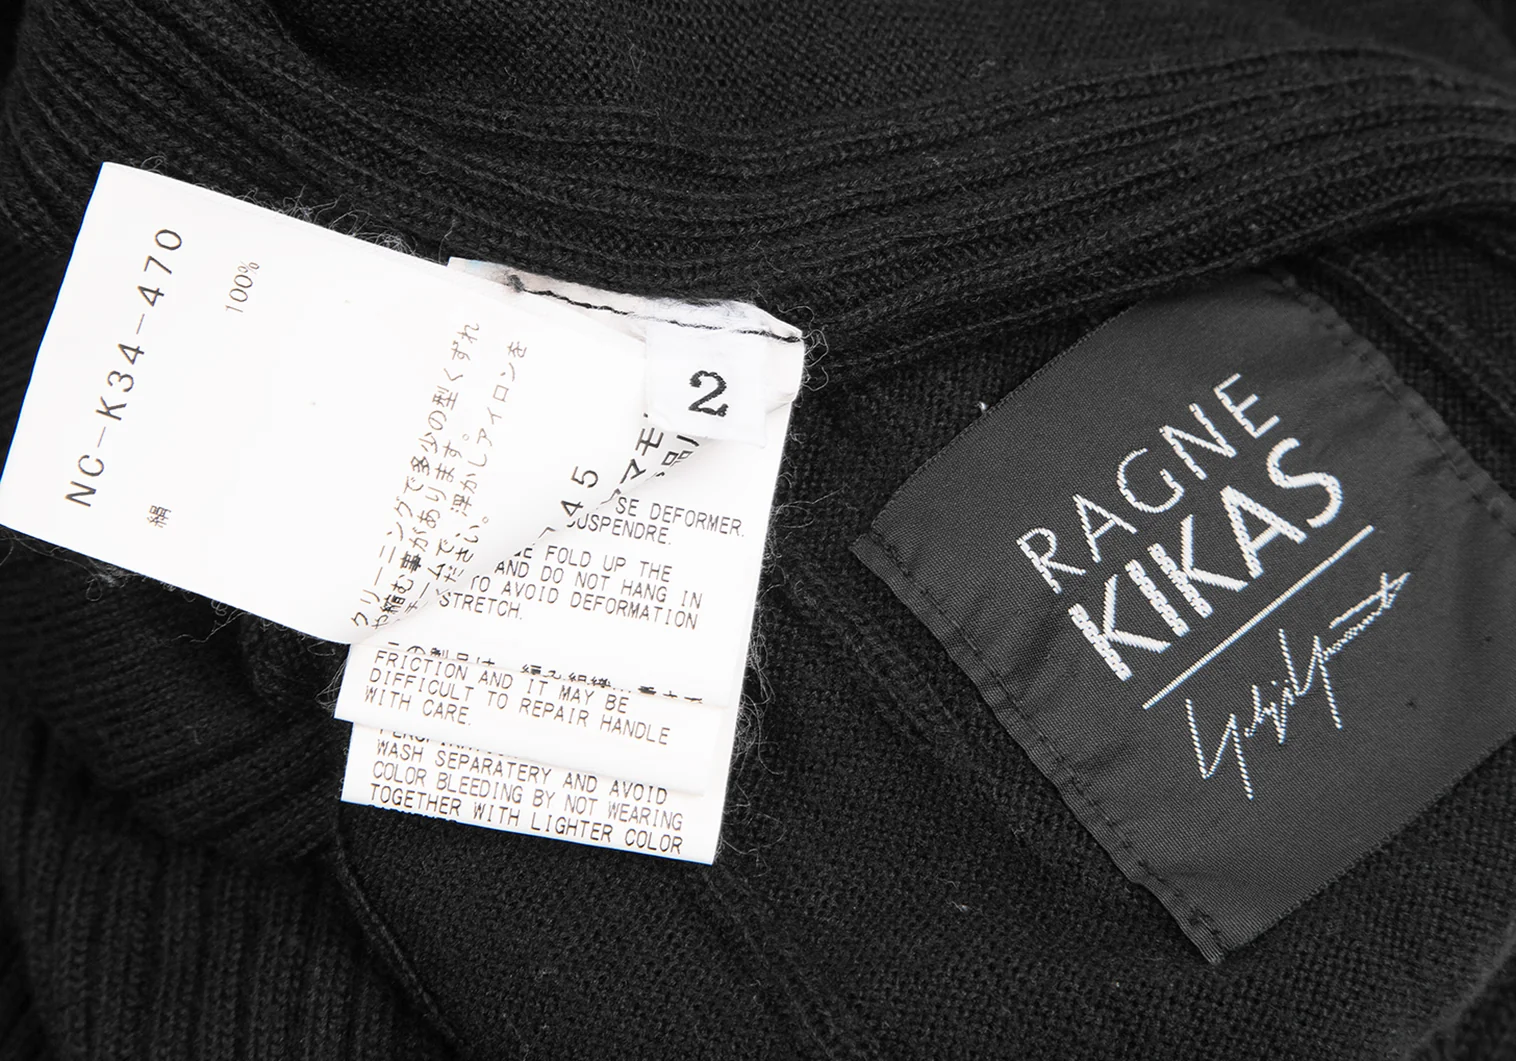 NC-K34-470
絹
100%
クリーニングで多少の型くずれ
や縮む事があります。
浮かしアイロンを
ください。
45
2
SE DEFORMER.
SUSPENDRE.
FOLD UP THE
AND DO NOT HANG IN
TO AVOID DEFORMATION
STRETCH.
FRICTION AND IT MAY BE
DIFFICULT TO REPAIR HANDLE
WITH CARE.
WASH SEPARATERY AND AVOID
COLOR BLEEDING BY NOT WEARING
TOGETHER WITH LIGHTER COLOR
RAGNE
KIKAS
Yohji Yamamoto